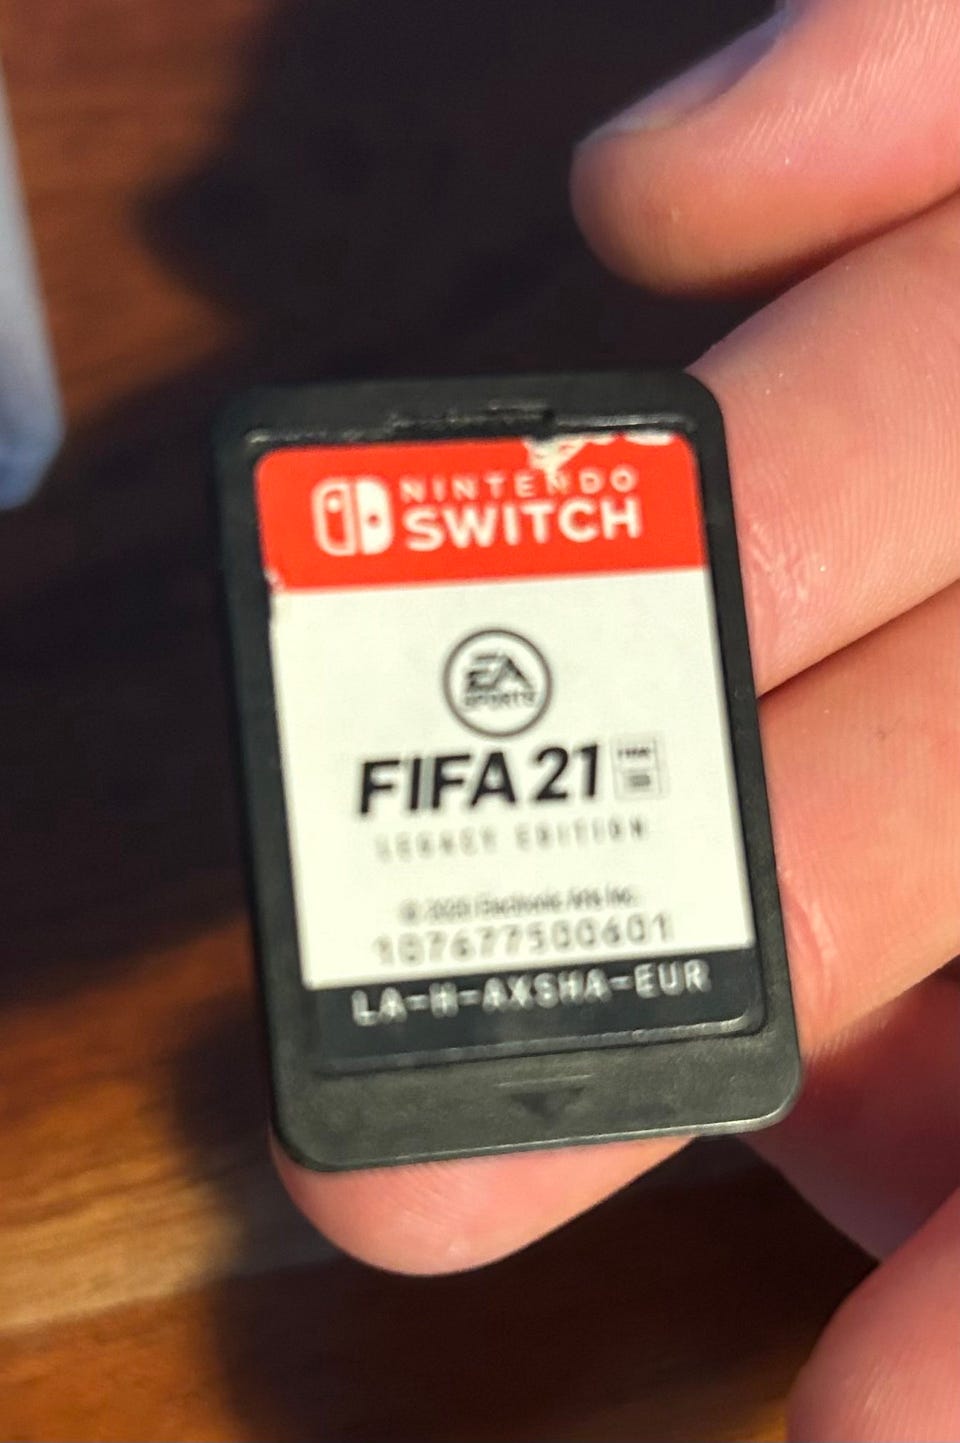 NINTENDO
SWITCH
EA
SPORTS
FIFA 21
LEGACY EDITION
© 2020 Electronic Arts Inc.
107677500601
LA-H-AXSHA-EUR